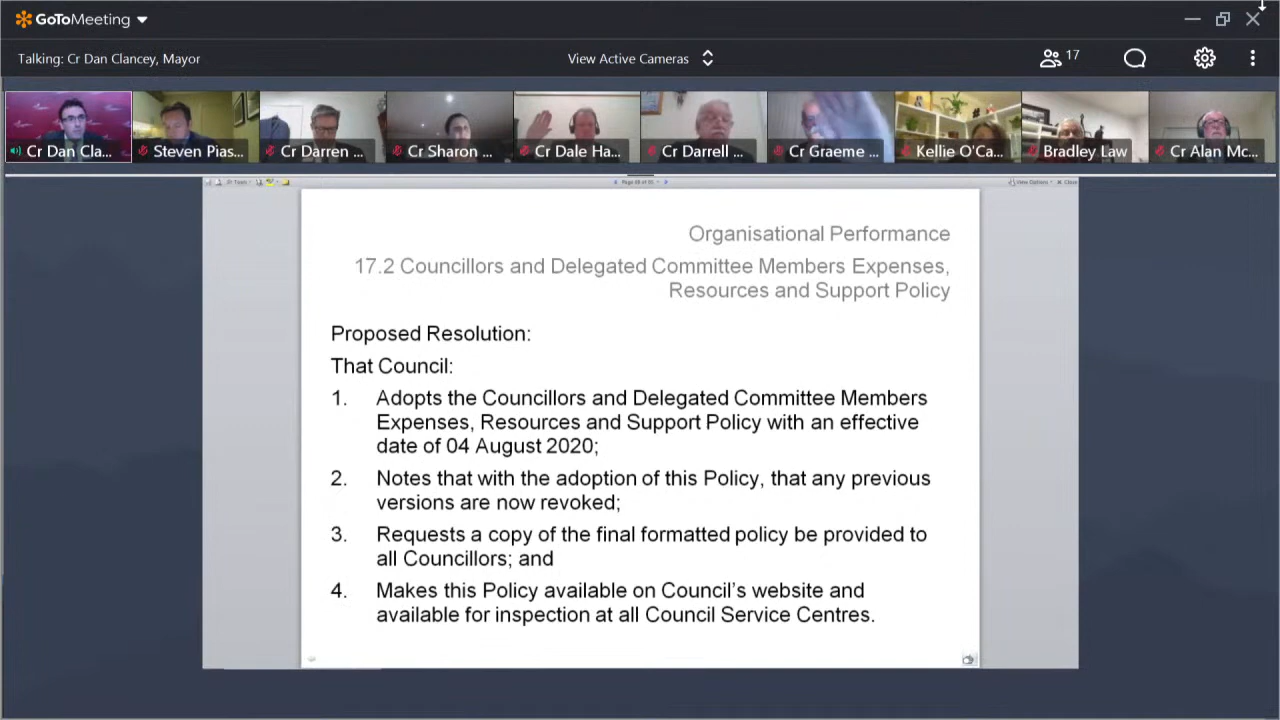 GoToMeeting
Talking: Cr Dan Clancey, Mayor
View Active Cameras
17
Cr Dan Cla...
Steven Pias...
Cr Darren ...
Cr Sharon ...
Cr Dale Ha...
Cr Darrell ...
Cr Graeme ...
Kellie O'Ca...
Bradley Law
Cr Alan Mc...
View Options
Close
Organisational Performance
17.2 Councillors and Delegated Committee Members Expenses,
Resources and Support Policy
Proposed Resolution:
That Council:
1. Adopts the Councillors and Delegated Committee Members
Expenses, Resources and Support Policy with an effective
date of 04 August 2020;
2. Notes that with the adoption of this Policy, that any previous
versions are now revoked;
3. Requests a copy of the final formatted policy be provided to
all Councillors; and
4. Makes this Policy available on Council's website and
available for inspection at all Council Service Centres.